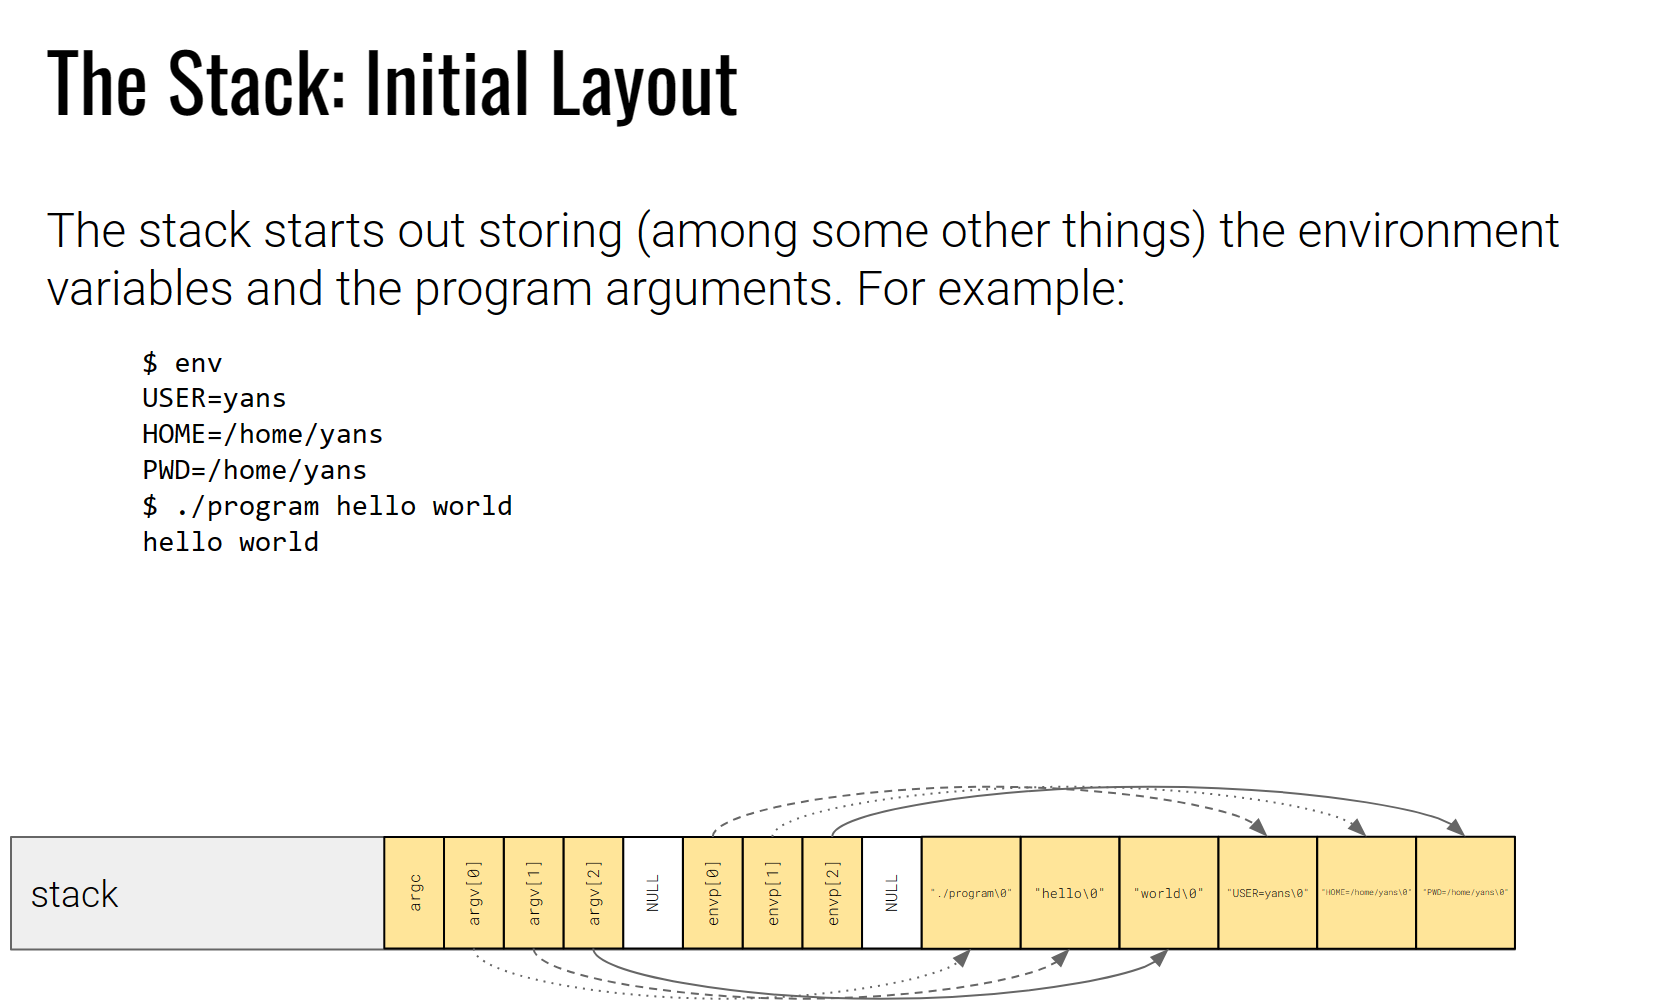 The Stack: Initial Layout
The stack starts out storing (among some other things) the environment
variables and the program arguments. For example:
$ env
USER=yans
HOME=/home/yans
PWD=/home/yans
$ ./program hello world
hello world
stack
argc
argv[0]
argv[1]
argv[2]
NULL
envp[0]
envp[1]
envp[2]
NULL
"./program\0"
"hello\0"
"world\0"
"USER=yans\0"
"HOME=/home/yans\0"
"PWD=/home/yans\0"